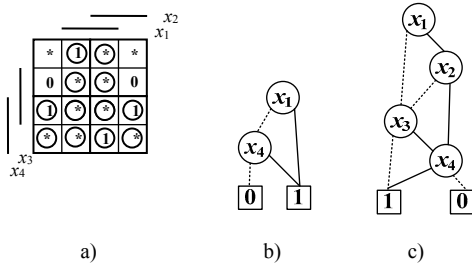 x₂
x₁
* 1 * *
0 * * 0
1 * * 1
* * 1 *
x₃
x₄
x₁
x₄
0 1
x₁
x₂
x₃
x₄
1 0
a) b) c)